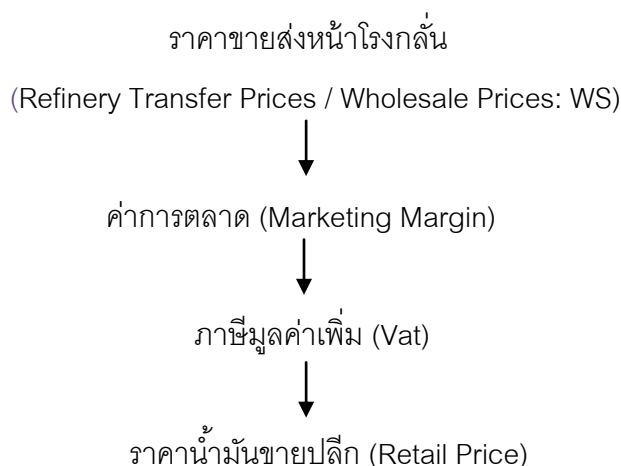 ราคาขายส่งหน้าโรงกลั่น
(Refinery Transfer Prices / Wholesale Prices: WS)
ค่าการตลาด (Marketing Margin)
ภาษีมูลค่าเพิ่ม (Vat)
ราคาน้ำมันขายปลีก (Retail Price)